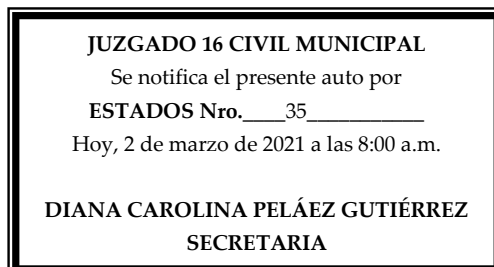 JUZGADO 16 CIVIL MUNICIPAL
Se notifica el presente auto por
ESTADOS Nro.____35___________
Hoy, 2 de marzo de 2021 a las 8:00 a.m.
DIANA CAROLINA PELÁEZ GUTIÉRREZ
SECRETARIA